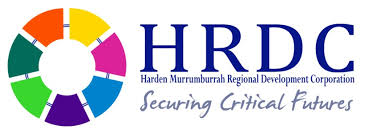 HRDC
Harden Murrumburrah Regional Development Corporation
Securing Critical Futures